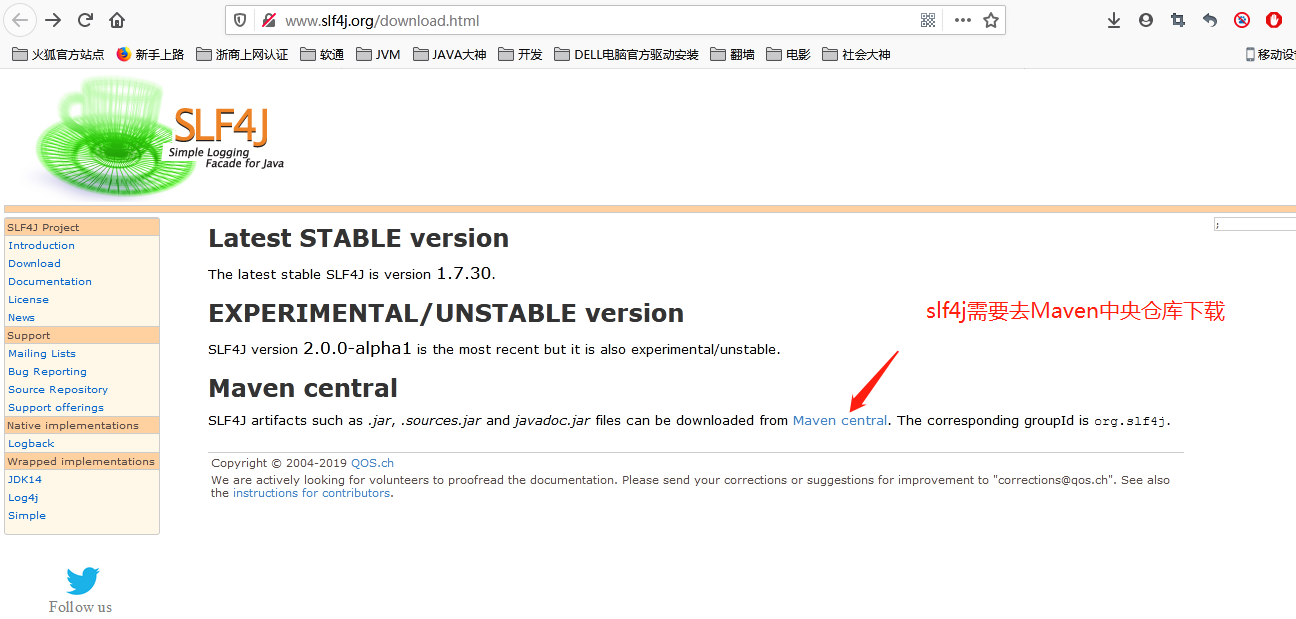 www.slf4j.org/download.html
火狐官方站点 新手上路 浙商上网认证 软通 JVM JAVA大神 开发 DELL电脑官方驱动安装 翻墙 电影 社会大神 移动设
SLF4J
Simple Logging
Facade for Java
SLF4J Project
Introduction
Download
Documentation
License
News
Support
Mailing Lists
Bug Reporting
Source Repository
Support offerings
Native implementations
Logback
Wrapped implementations
JDK14
Log4j
Simple
Follow us
Latest STABLE version
The latest stable SLF4J is version 1.7.30.
EXPERIMENTAL/UNSTABLE version
SLF4J version 2.0.0-alpha1 is the most recent but it is also experimental/unstable.
slf4j需要去Maven中央仓库下载
Maven central
SLF4J artifacts such as .jar, .sources.jar and javadoc.jar files can be downloaded from Maven central. The corresponding groupId is org.slf4j.
Copyright © 2004-2019 QOS.ch
We are actively looking for volunteers to proofread the documentation. Please send your corrections or suggestions for improvement to "corrections@qos.ch". See also
the instructions for contributors.
;